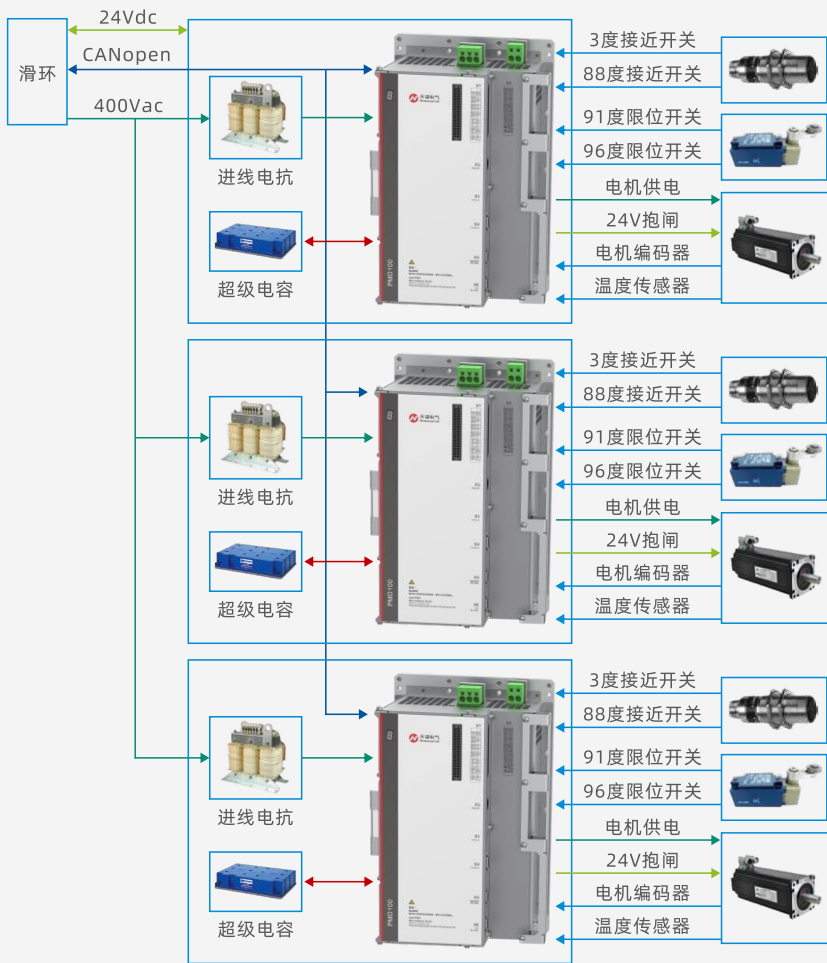 24Vdc
CANopen
400Vac
滑环
进线电抗
超级电容
PMD100
3度接近开关
88度接近开关
91度限位开关
96度限位开关
电机供电
24V抱闸
电机编码器
温度传感器
进线电抗
超级电容
PMD100
3度接近开关
88度接近开关
91度限位开关
96度限位开关
电机供电
24V抱闸
电机编码器
温度传感器
进线电抗
超级电容
PMD100
3度接近开关
88度接近开关
91度限位开关
96度限位开关
电机供电
24V抱闸
电机编码器
温度传感器